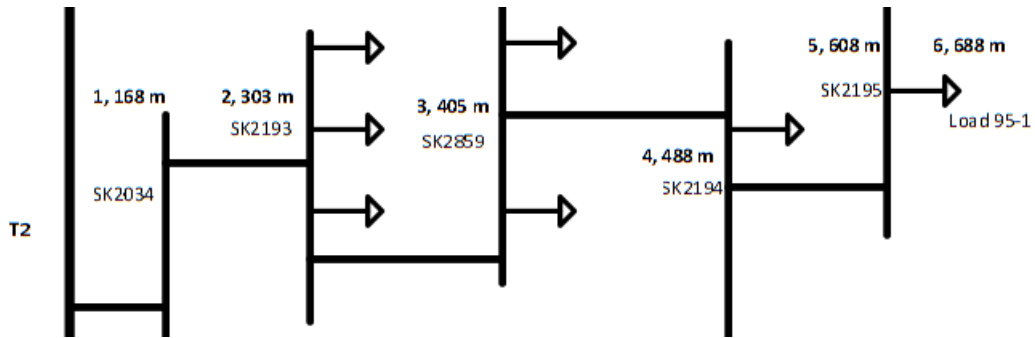 1, 168 m
SK2034
T2
2, 303 m
SK2193
3, 405 m
SK2859
4, 488 m
SK2194
5, 608 m
SK2195
6, 688 m
Load 95-1